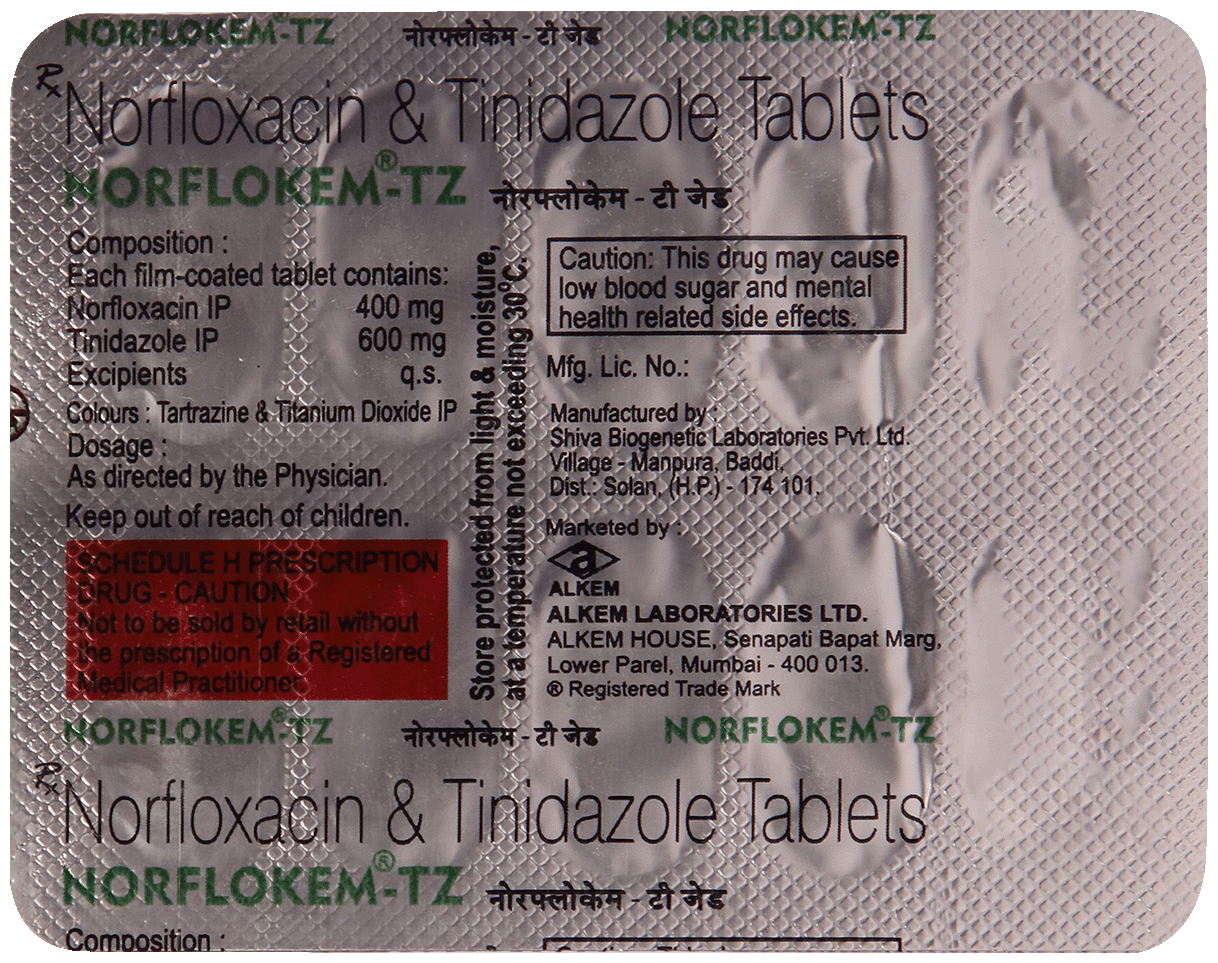 NORFLOKEM®-TZ नोरफ्लोकेम - टी जेड NORFLOKEM®-TZ
Rx Norfloxacin & Tinidazole Tablets
NORFLOKEM®-TZ नोरफ्लोकेम - टी जेड
Composition :
Each film-coated tablet contains:
Norfloxacin IP 400 mg
Tinidazole IP 600 mg
Excipients q.s.
Colours : Tartrazine & Titanium Dioxide IP
Dosage :
As directed by the Physician.
Keep out of reach of children.
SCHEDULE H PRESCRIPTION
DRUG - CAUTION
Not to be sold by retail without
the prescription of a Registered
Medical Practitioner
Store protected from light & moisture,
at a temperature not exceeding 30°C.
Caution: This drug may cause
low blood sugar and mental
health related side effects.
Mfg. Lic. No.:
Manufactured by :
Shiva Biogenetic Laboratories Pvt. Ltd.
Village - Manpura, Baddi,
Dist.: Solan, (H.P.) - 174 101.
Marketed by :
a
ALKEM
ALKEM LABORATORIES LTD.
ALKEM HOUSE, Senapati Bapat Marg,
Lower Parel, Mumbai - 400 013.
® Registered Trade Mark
NORFLOKEM®-TZ नोरफ्लोकेम - टी जेड NORFLOKEM®-TZ
Rx Norfloxacin & Tinidazole Tablets
NORFLOKEM®-TZ नोरफ्लोकेम - टी जेड
Composition :